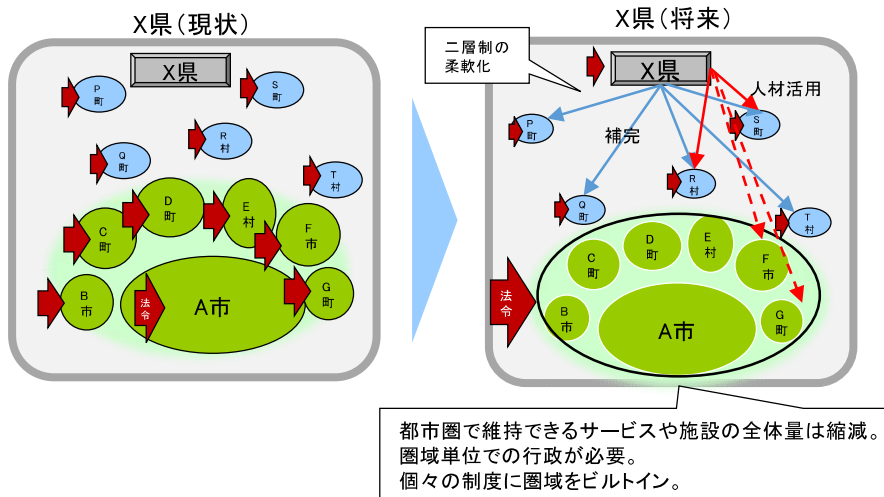 X県（現状）
X県
P
町
S
町
R
村
Q
町
T
村
D
町
E
村
C
町
F
市
B
市
法
令
A市
G
町
X県（将来）
二層制の
柔軟化
X県
人材活用
P
町
補完
S
町
R
村
Q
町
T
村
E
村
D
町
C
町
F
市
法
令
B
市
A市
G
町
都市圏で維持できるサービスや施設の全体量は縮減。
圏域単位での行政が必要。
個々の制度に圏域をビルトイン。